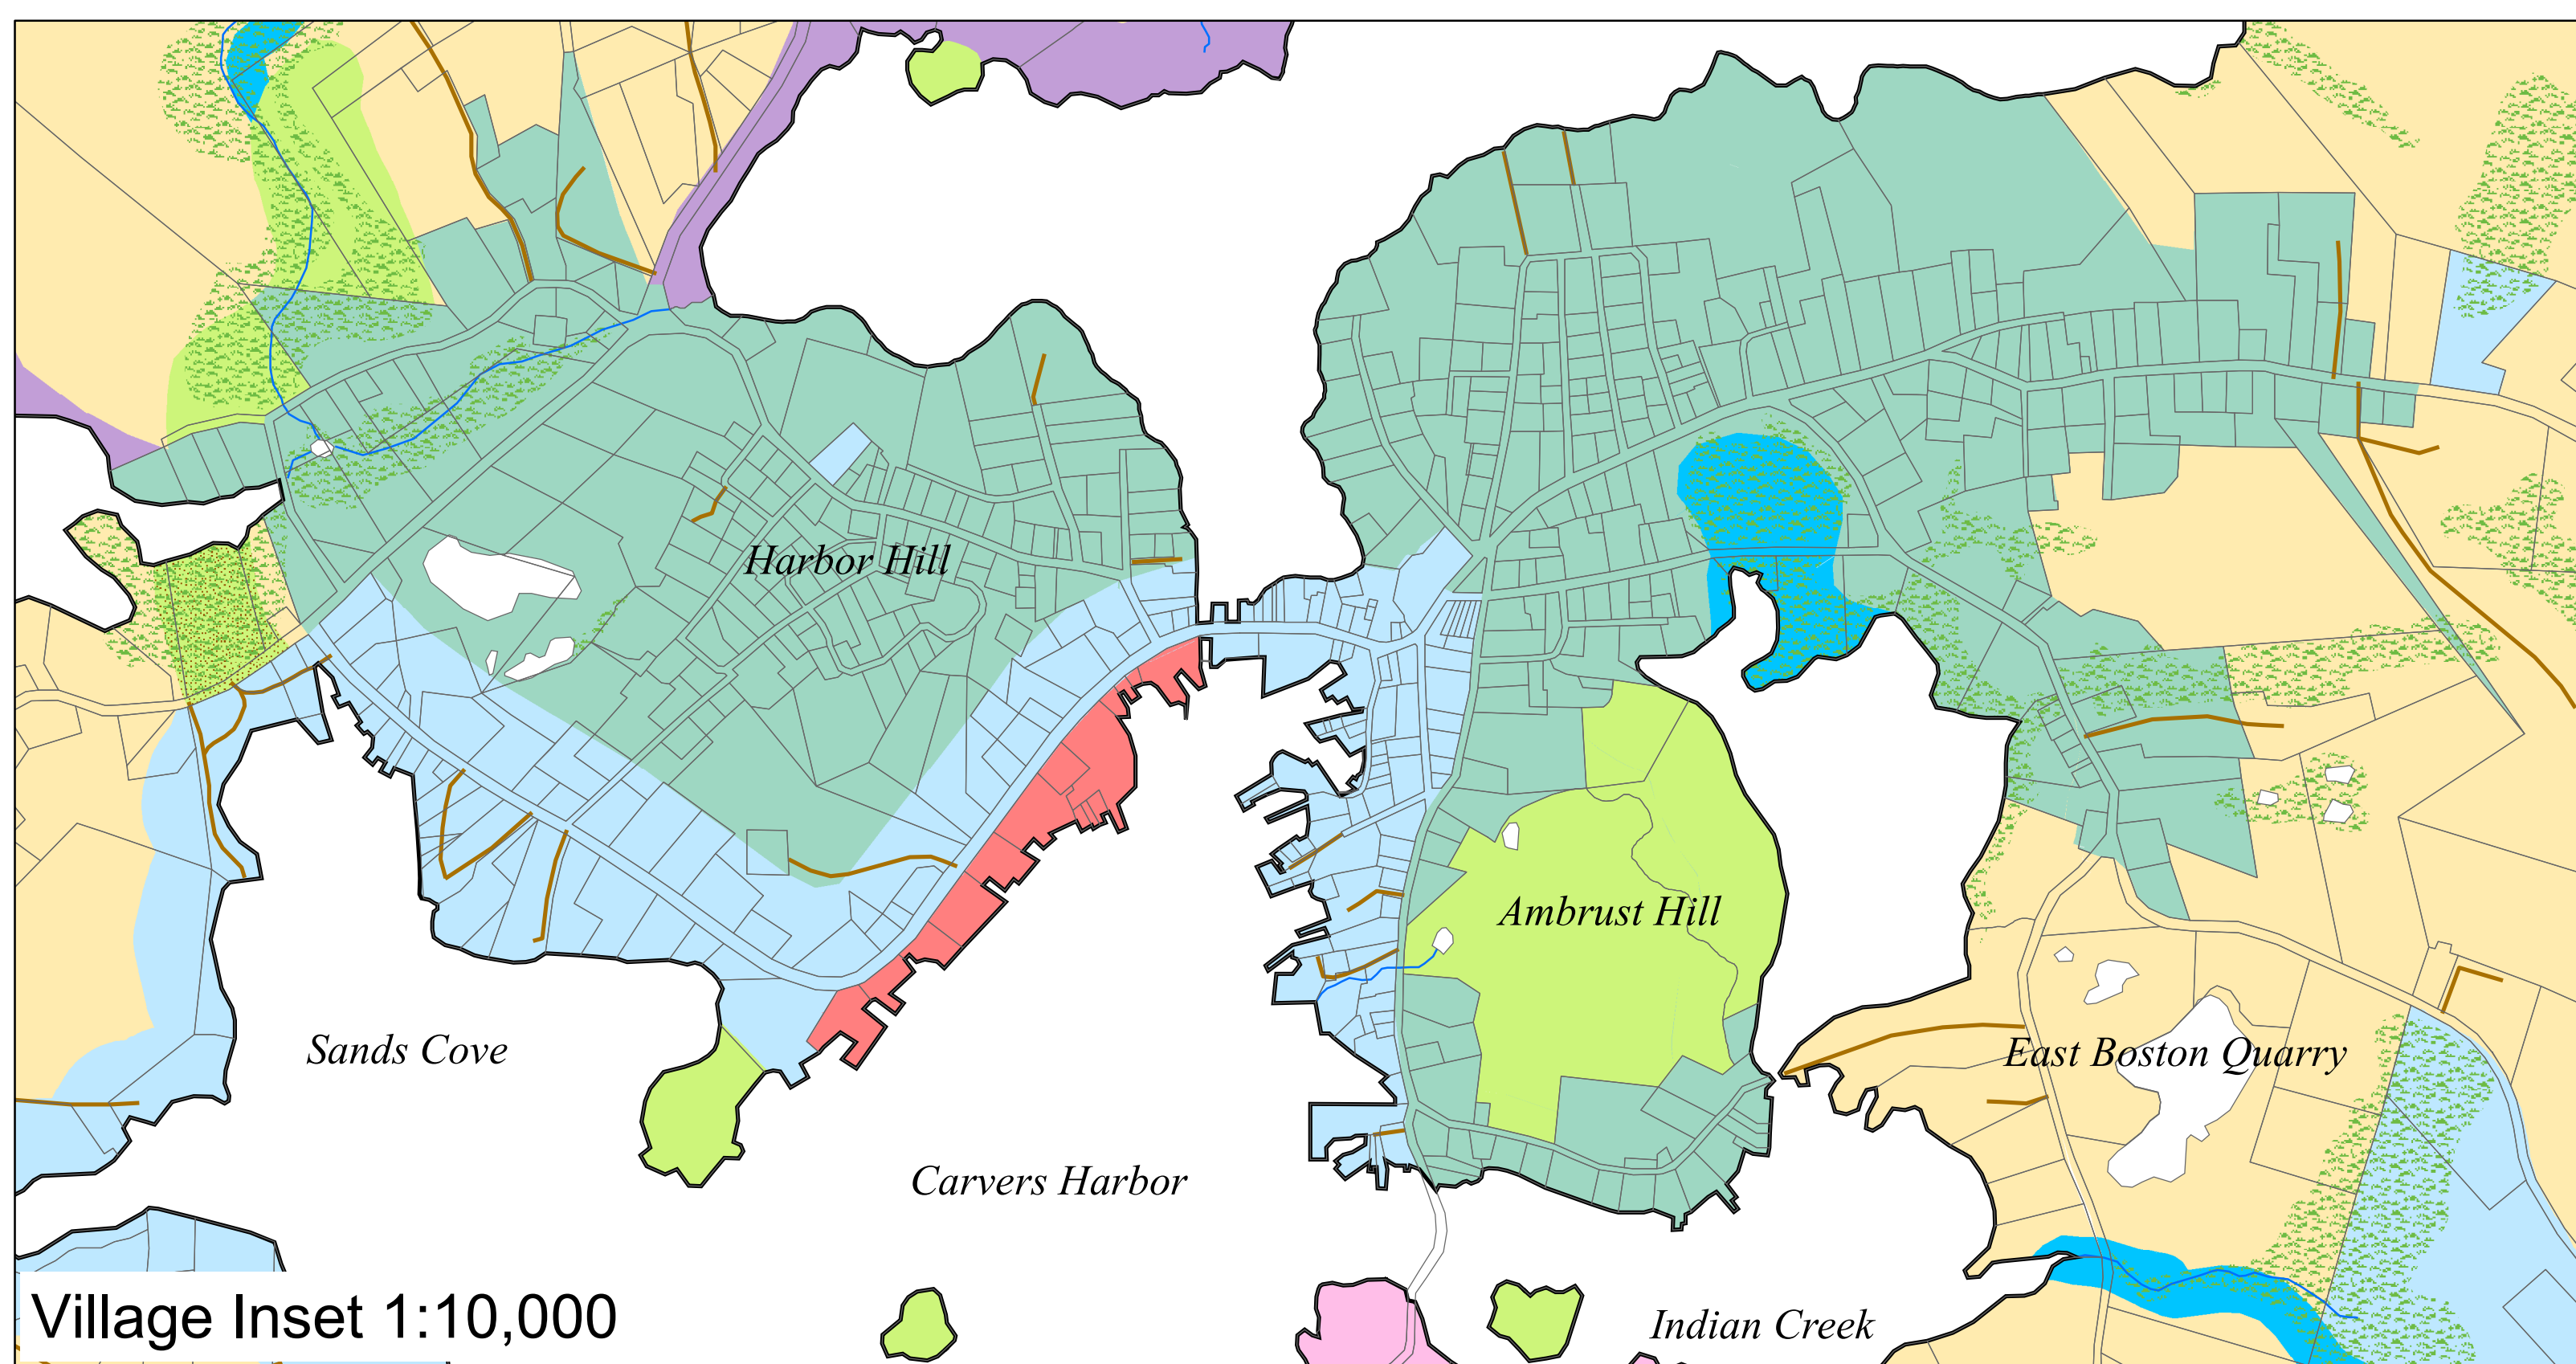 Harbor Hill
Ambrust Hill
Sands Cove
East Boston Quarry
Carvers Harbor
Village Inset 1:10,000
Indian Creek